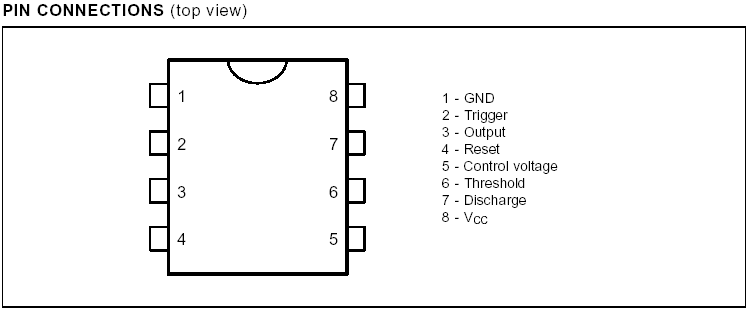 PIN CONNECTIONS (top view)
1 8
2 7
3 6
4 5
1 - GND
2 - Trigger
3 - Output
4 - Reset
5 - Control voltage
6 - Threshold
7 - Discharge
8 - VCC